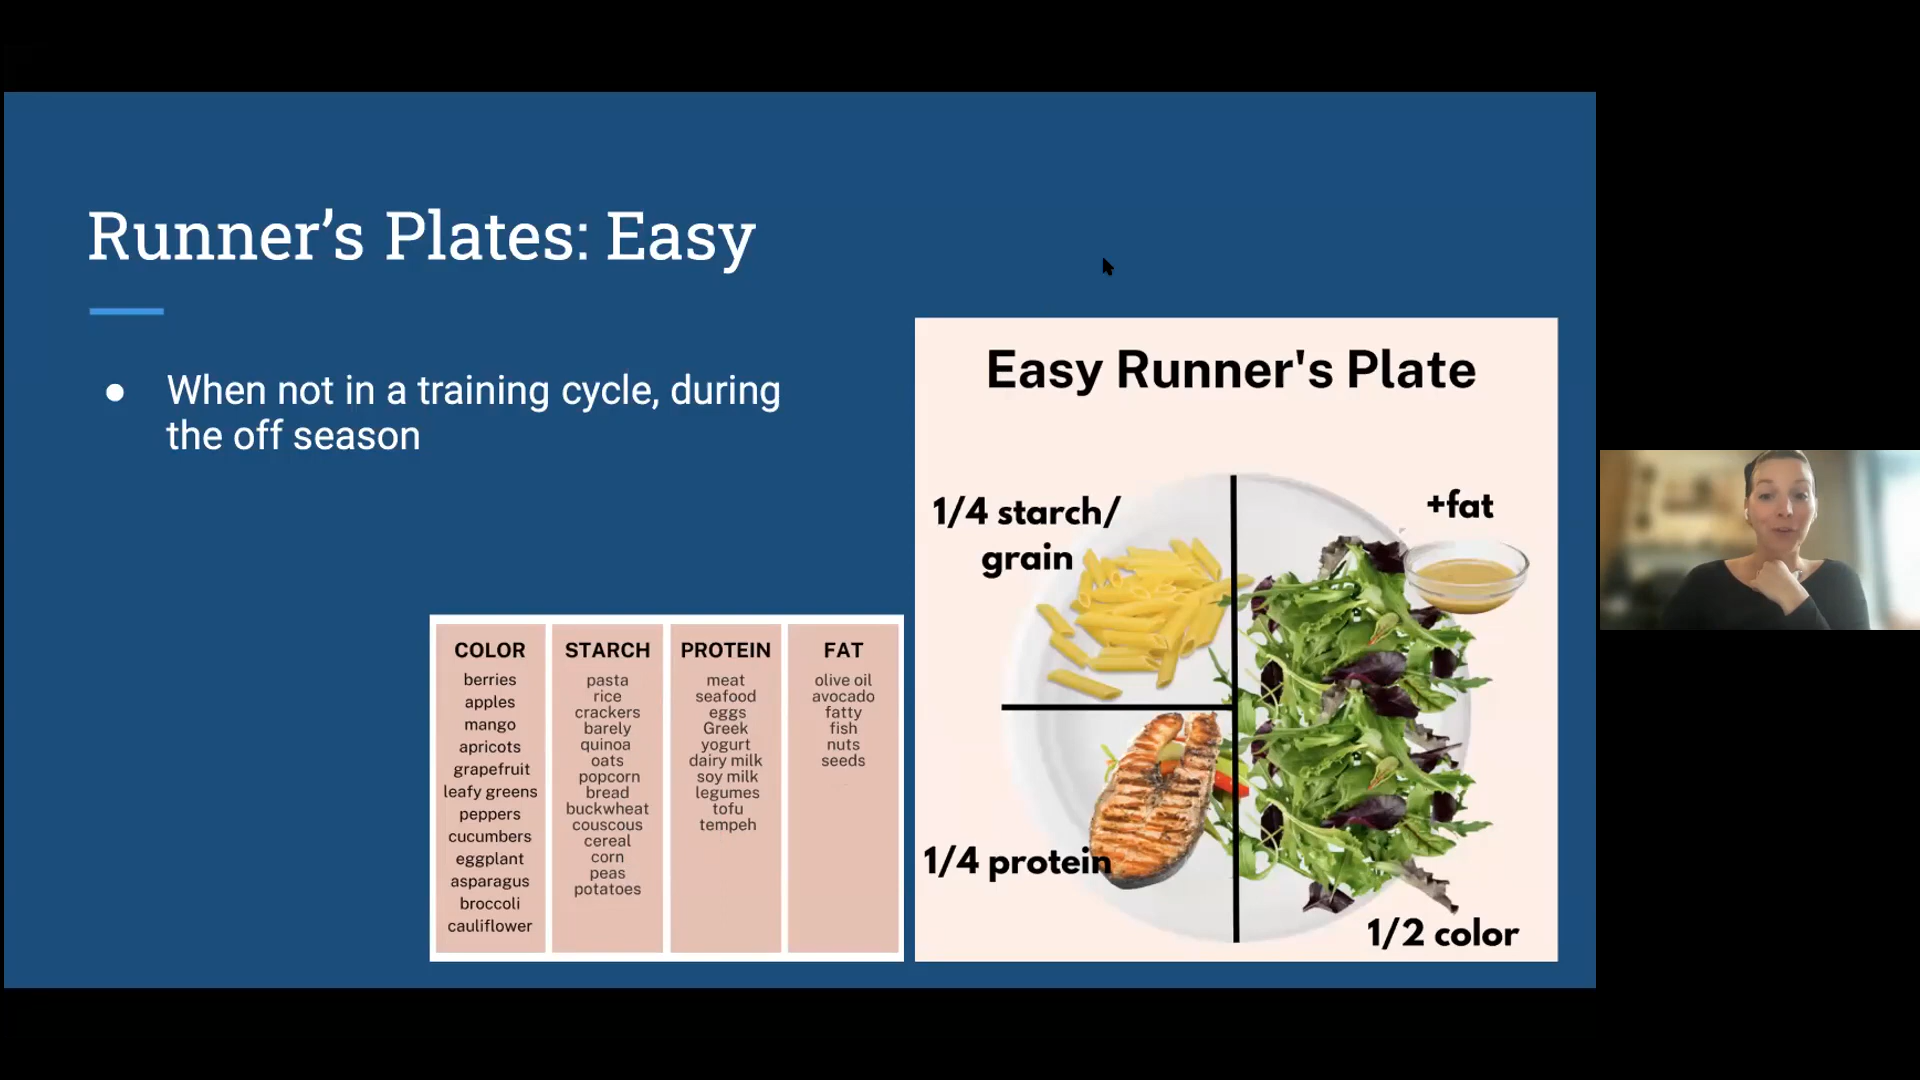 Runner’s Plates: Easy
● When not in a training cycle, during
the off season
COLOR
berries
apples
mango
apricots
grapefruit
leafy greens
peppers
cucumbers
eggplant
asparagus
broccoli
cauliflower
STARCH
pasta
rice
crackers
barely
quinoa
oats
popcorn
bread
buckwheat
couscous
cereal
corn
peas
potatoes
PROTEIN
meat
seafood
eggs
Greek
yogurt
dairy milk
soy milk
legumes
tofu
tempeh
FAT
olive oil
avocado
fatty
fish
nuts
seeds
Easy Runner's Plate
1/4 starch/
grain
+fat
1/4 protein
1/2 color